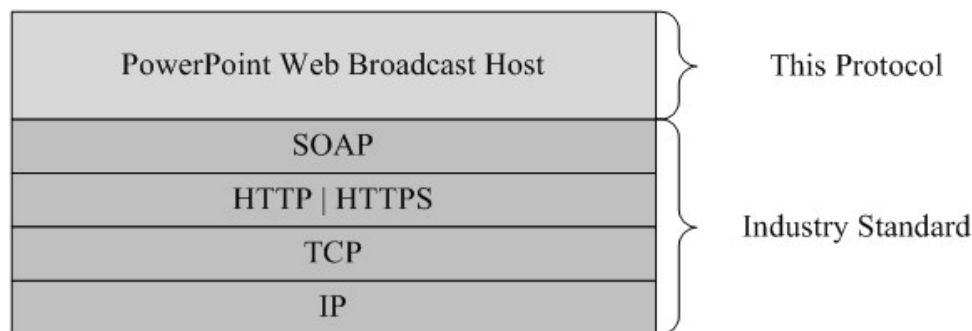 PowerPoint Web Broadcast Host
This Protocol
SOAP
HTTP | HTTPS
TCP
IP
Industry Standard